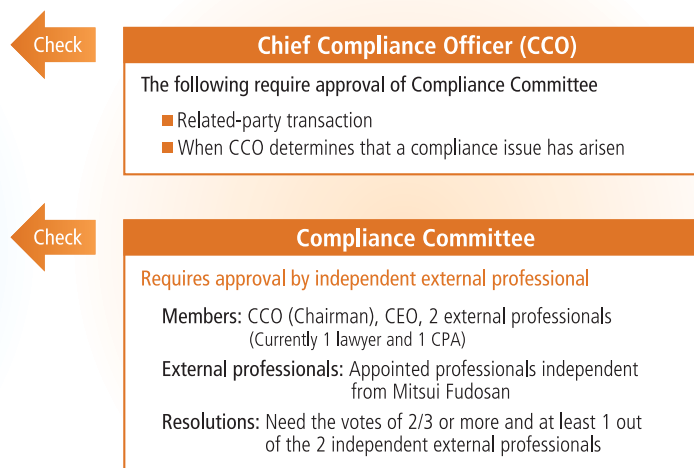 Check
Chief Compliance Officer (CCO)
The following require approval of Compliance Committee
Related-party transaction
When CCO determines that a compliance issue has arisen
Check
Compliance Committee
Requires approval by independent external professional
Members: CCO (Chairman), CEO, 2 external professionals
(Currently 1 lawyer and 1 CPA)
External professionals: Appointed professionals independent
from Mitsui Fudosan
Resolutions: Need the votes of 2/3 or more and at least 1 out
of the 2 independent external professionals